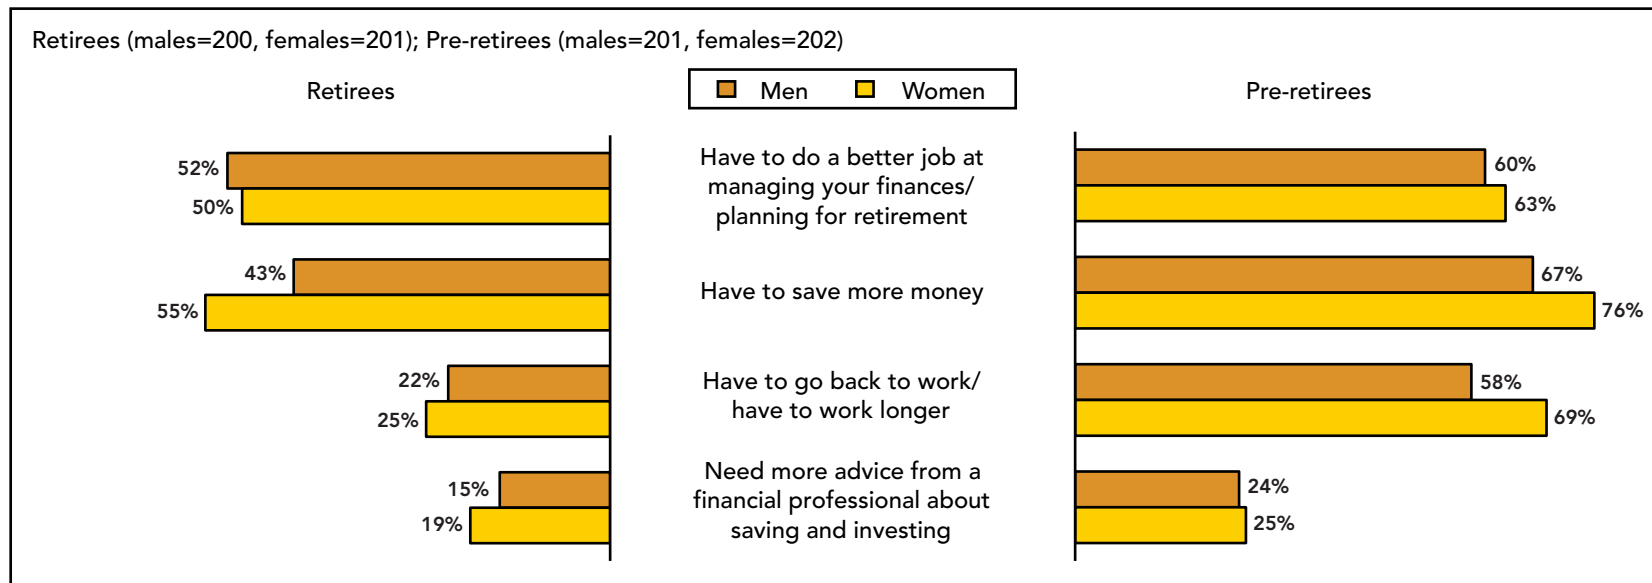 Retirees (males=200, females=201); Pre-retirees (males=201, females=202)
Retirees
Men
Women
Pre-retirees
52%
50%
Have to do a better job at
managing your finances/
planning for retirement
60%
63%
43%
55%
Have to save more money
67%
76%
22%
25%
Have to go back to work/
have to work longer
58%
69%
15%
19%
Need more advice from a
financial professional about
saving and investing
24%
25%